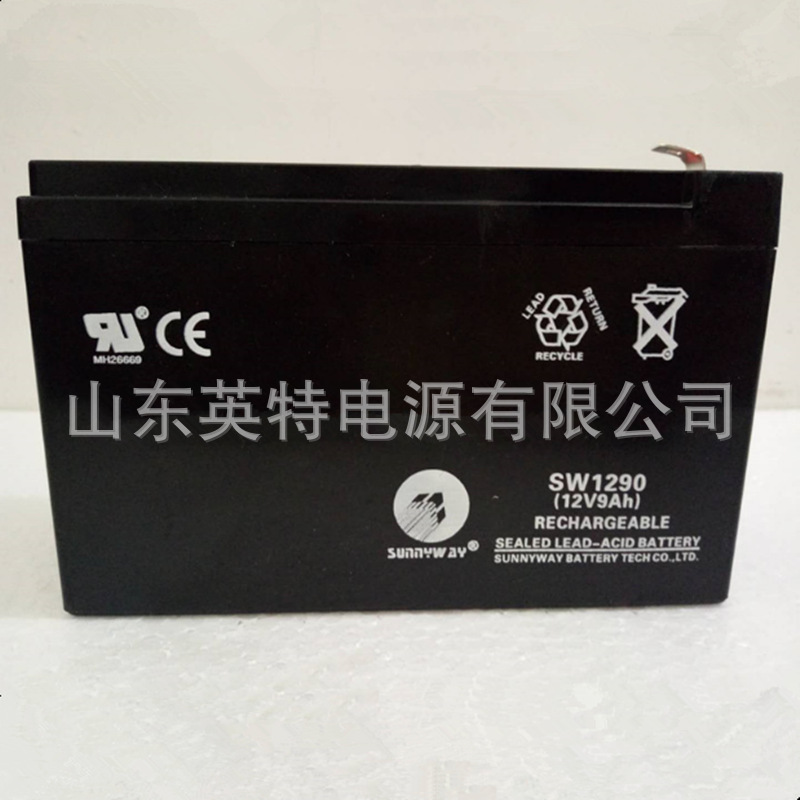 LEAD
RETURN
RECYCLE
RU® CE
MH26669
山东英特电源有限公司
SW1290
(12V9Ah)
RECHARGEABLE
SUNNYWAY®
SEALED LEAD-ACID BATTERY
SUNNYWAY BATTERY TECH CO.,LTD.